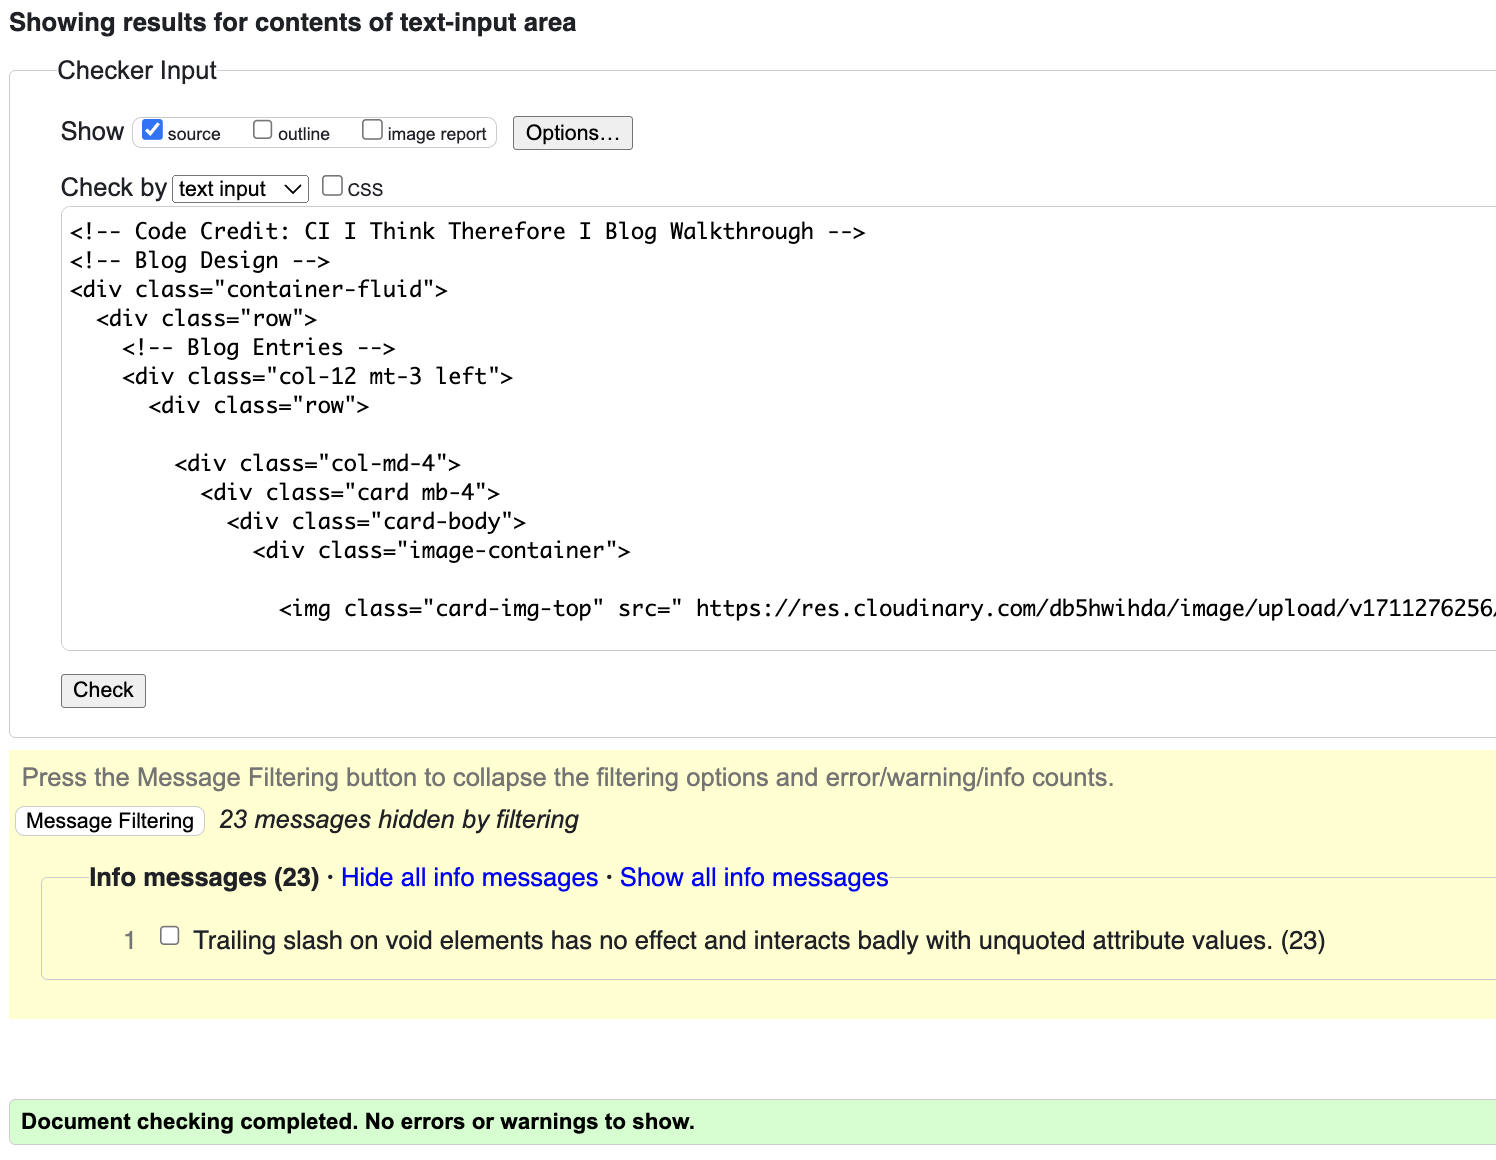 Showing results for contents of text-input area
Checker Input
Show source outline image report Options...
Check by text input CSS
<!-- Code Credit: CI I Think Therefore I Blog Walkthrough -->
<!-- Blog Design -->
<div class="container-fluid">
<div class="row">
<!-- Blog Entries -->
<div class="col-12 mt-3 left">
<div class="row">
<div class="col-md-4">
<div class="card mb-4">
<div class="card-body">
<div class="image-container">
<img class="card-img-top" src=" https://res.cloudinary.com/db5hwihda/image/upload/v1711276256/
Check
Press the Message Filtering button to collapse the filtering options and error/warning/info counts.
Message Filtering 23 messages hidden by filtering
Info messages (23) · Hide all info messages · Show all info messages
1 Trailing slash on void elements has no effect and interacts badly with unquoted attribute values. (23)
Document checking completed. No errors or warnings to show.